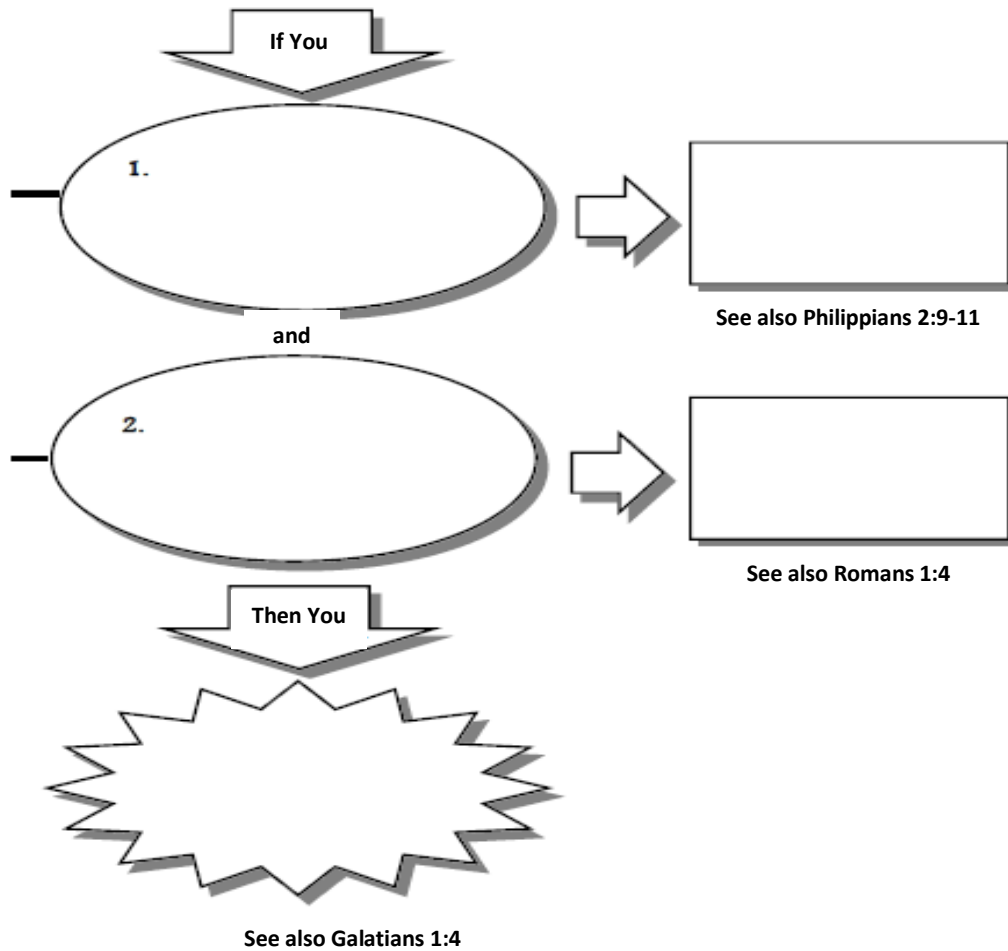 If You
1.
See also Philippians 2:9-11
and
2.
See also Romans 1:4
Then You
See also Galatians 1:4